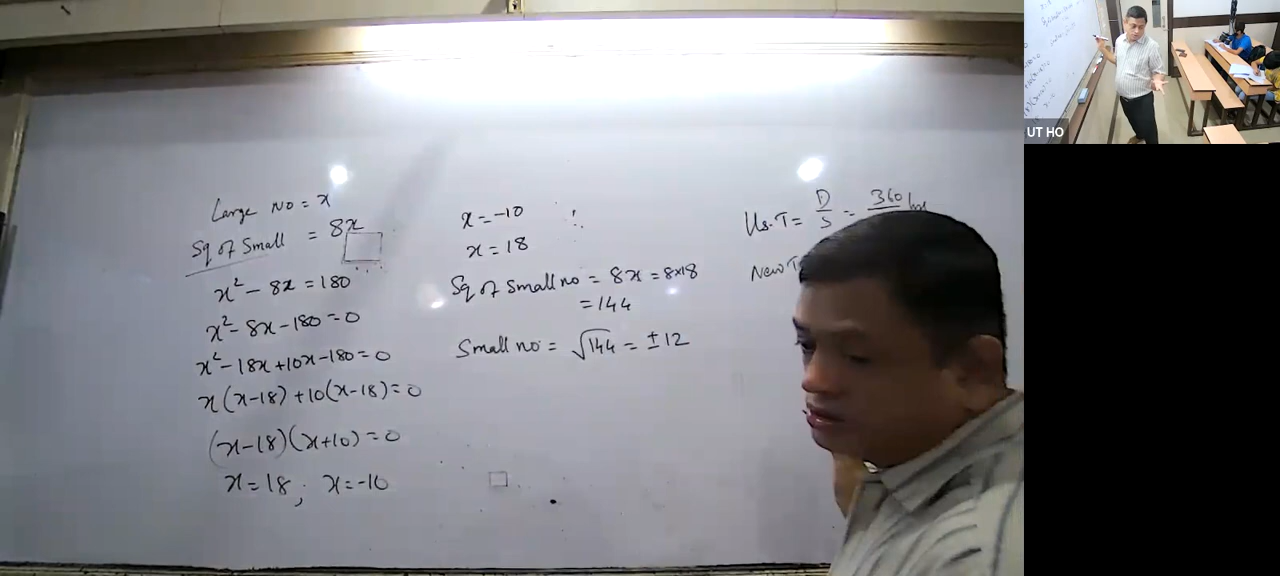 Large No = x
Sq of Small = 8x
x² - 8x = 180
x² - 8x - 180 = 0
x² - 18x + 10x - 180 = 0
x(x-18) + 10(x-18) = 0
(x-18)(x+10) = 0
x = 18 ; x = -10
x = -10
x = 18
Sq of Small no = 8x = 8×18
= 144
Small no = √144 = ± 12
Us. T = D/S = 360
New T
UT HO